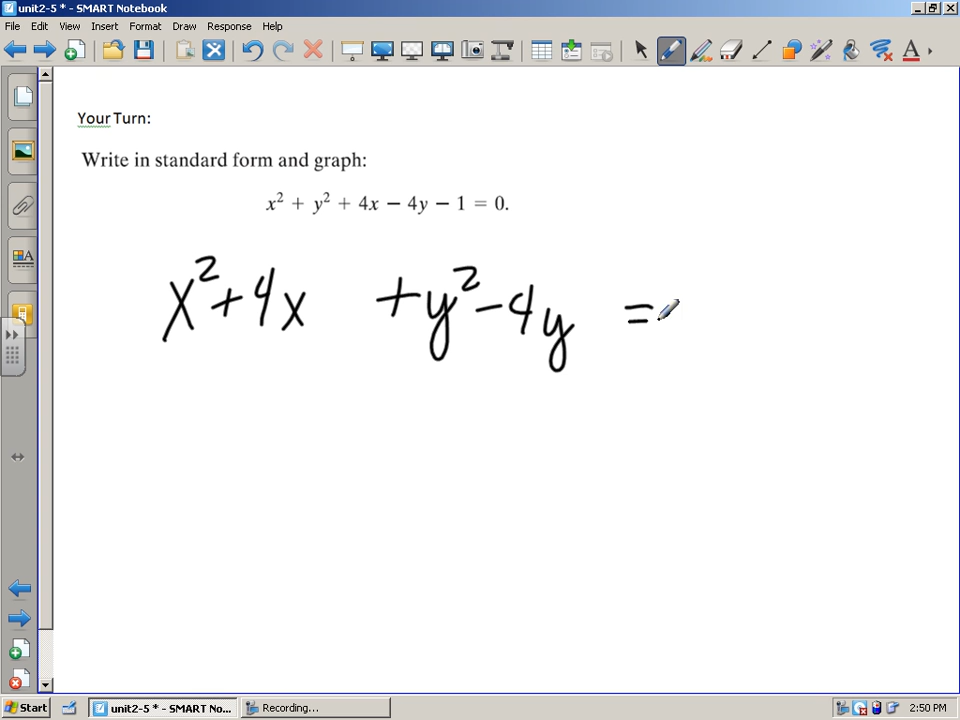 unit2-5 * - SMART Notebook
File Edit View Insert Format Draw Response Help
Your Turn:
Write in standard form and graph:
x² + y² + 4x − 4y − 1 = 0.
x²+4x +y²-4y =
Start unit2-5 * - SMART No... Recording... 2:50 PM